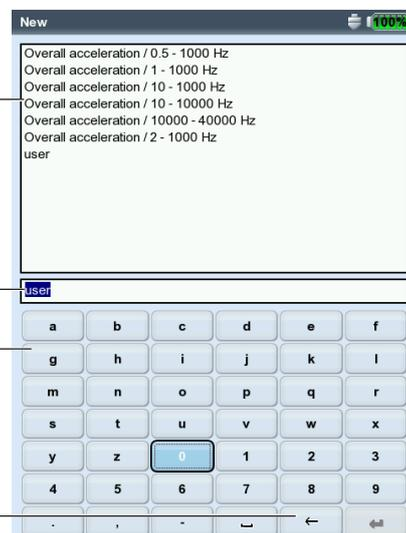 New 100%
Overall acceleration / 0.5 - 1000 Hz
Overall acceleration / 1 - 1000 Hz
Overall acceleration / 10 - 1000 Hz
Overall acceleration / 10 - 10000 Hz
Overall acceleration / 10000 - 40000 Hz
Overall acceleration / 2 - 1000 Hz
user
user
a b c d e f
g h i j k l
m n o p q r
s t u v w x
y z 0 1 2 3
4 5 6 7 8 9
. , - ←